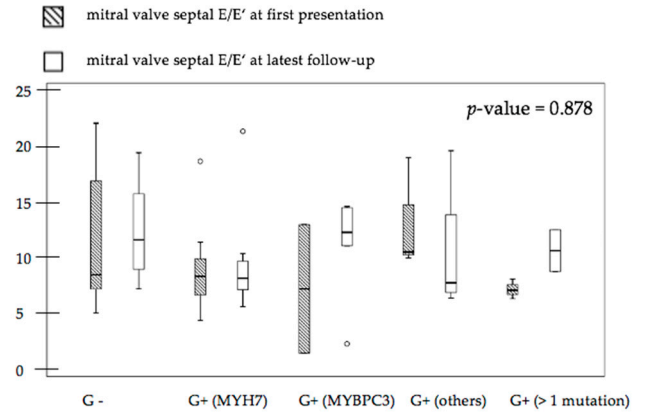 mitral valve septal E/E‘ at first presentation
mitral valve septal E/E‘ at latest follow-up
p-value = 0.878
25
20
15
10
5
0
G - G+ (MYH7) G+ (MYBPC3) G+ (others) G+ (> 1 mutation)